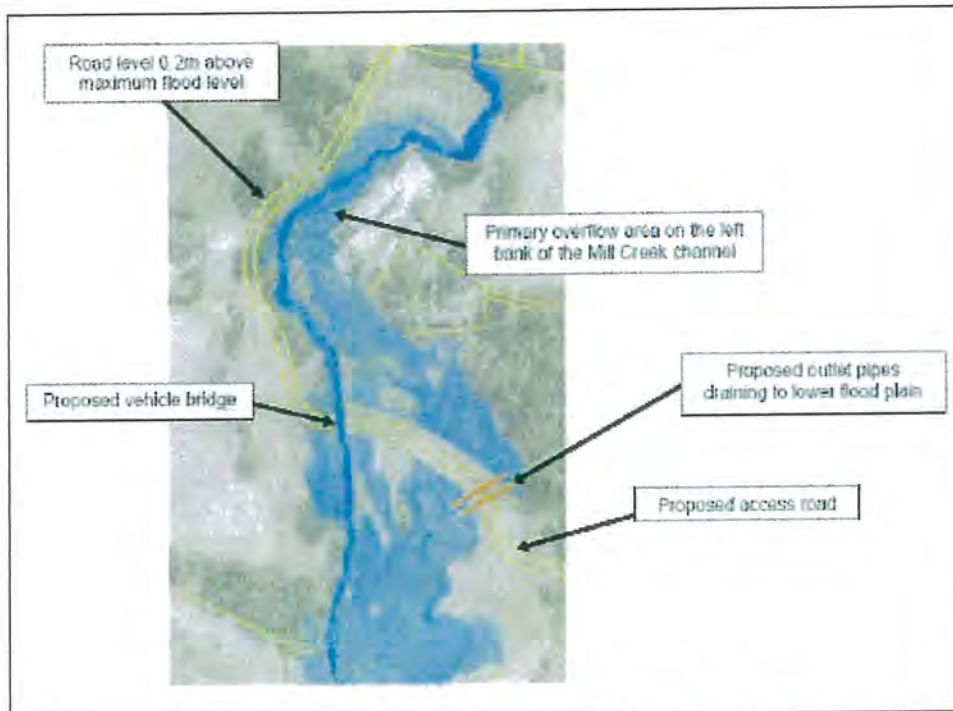 Road level 0.2m above
maximum flood level
Primary overflow area on the left
bank of the Mill Creek channel
Proposed outlet pipes
draining to lower flood plain
Proposed vehicle bridge
Proposed access road